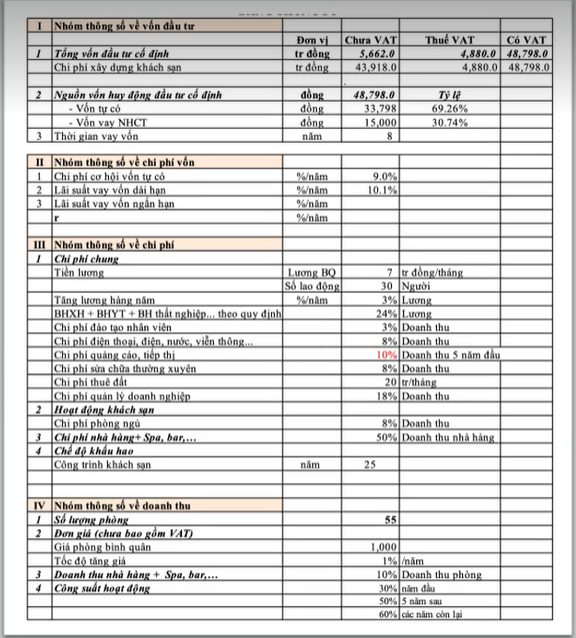 I Nhóm thông số về vốn đầu tư
Đơn vị Chưa VAT Thuế VAT Có VAT
1 Tổng vốn đầu tư cố định tr đồng 5,662.0 4,880.0 48,798.0
Chi phí xây dựng khách sạn tr đồng 43,918.0 4,880.0 48,798.0
2 Nguồn vốn huy động đầu tư cố định đồng 48,798.0 Tỷ lệ
- Vốn tự có đồng 33,798 69.26%
- Vốn vay NHCT đồng 15,000 30.74%
3 Thời gian vay vốn năm 8
II Nhóm thông số về chi phí vốn
1 Chi phí cơ hội vốn tự có %/năm 9.0%
2 Lãi suất vay vốn dài hạn %/năm 10.1%
3 Lãi suất vay vốn ngắn hạn %/năm
r %/năm
III Nhóm thông số về chi phí
1 Chi phí chung
Tiền lương Lương BQ 7 tr đồng/tháng
Số lao động 30 Người
Tăng lương hàng năm %/năm 3% Lương
BHXH + BHYT + BH thất nghiệp... theo quy định 24% Lương
Chi phí đào tạo nhân viên 3% Doanh thu
Chi phí điện thoại, điện, nước, viễn thông... 8% Doanh thu
Chi phí quảng cáo, tiếp thị 10% Doanh thu 5 năm đầu
Chi phí sửa chữa thường xuyên 8% Doanh thu
Chi phí thuê đất 20 tr/tháng
Chi phí quản lý doanh nghiệp 18% Doanh thu
2 Hoạt động khách sạn
Chi phí phòng ngủ 8% Doanh thu
3 Chi phí nhà hàng+ Spa, bar,... 50% Doanh thu nhà hàng
4 Chế độ khấu hao
Công trình khách sạn năm 25
IV Nhóm thông số về doanh thu
1 Số lượng phòng 55
2 Đơn giá (chưa bao gồm VAT)
Giá phòng bình quân 1,000
Tốc độ tăng giá 1% /năm
3 Doanh thu nhà hàng + Spa, bar,... 10% Doanh thu phòng
4 Công suất hoạt động 30% năm đầu
50% 5 năm sau
60% các năm còn lại